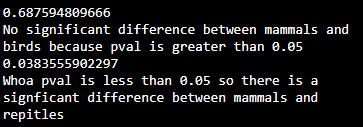 0.687594809666
No significant difference between mammals and
birds because pval is greater than 0.05
0.0383555902297
Whoa pval is less than 0.05 so there is a
signficant difference between mammals and
repitles